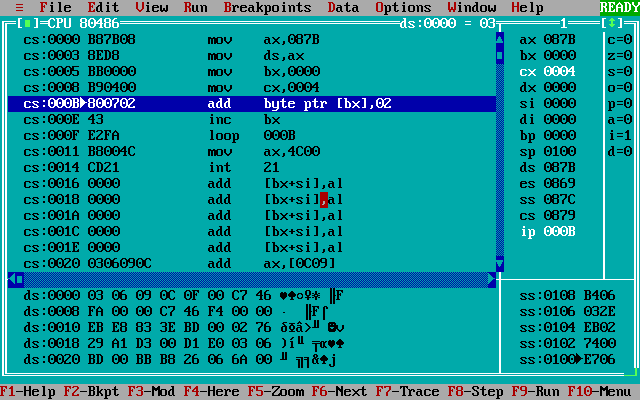 ≡ File Edit View Run Breakpoints Data Options Window Help READY
[■]=CPU 80486 ds:0000 = 03 1 [↕]
cs:0000 B87B08 mov ax,087B ax 087B c=0
cs:0003 8ED8 mov ds,ax bx 0000 z=0
cs:0005 BB0000 mov bx,0000 cx 0004 s=0
cs:0008 B90400 mov cx,0004 dx 0000 o=0
cs:000B►800702 add byte ptr [bx],02 si 0000 p=0
cs:000E 43 inc bx di 0000 a=0
cs:000F E2FA loop 000B bp 0000 i=1
cs:0011 B8004C mov ax,4C00 sp 0100 d=0
cs:0014 CD21 int 21 ds 087B
cs:0016 0000 add [bx+si],al es 0869
cs:0018 0000 add [bx+si],al ss 087C
cs:001A 0000 add [bx+si],al cs 0879
cs:001C 0000 add [bx+si],al ip 000B
cs:001E 0000 add [bx+si],al
cs:0020 0306090C add ax,[0C09]
ds:0000 03 06 09 0C 0F 00 C7 46 ♥♠○♀☼ ╟F ss:0108 B406
ds:0008 FA 00 00 C7 46 F4 00 00 · ╟F⌠ ss:0106 032E
ds:0010 EB E8 83 3E BD 00 02 76 δΦâ>╜ ☻v ss:0104 EB02
ds:0018 29 A1 D3 00 D1 E0 03 06 )í╙ ╤α♥♠ ss:0102 7400
ds:0020 BD 00 BB B8 26 06 6A 00 ╜ ╗╕&♠j ss:0100►E706
F1-Help F2-Bkpt F3-Mod F4-Here F5-Zoom F6-Next F7-Trace F8-Step F9-Run F10-Menu